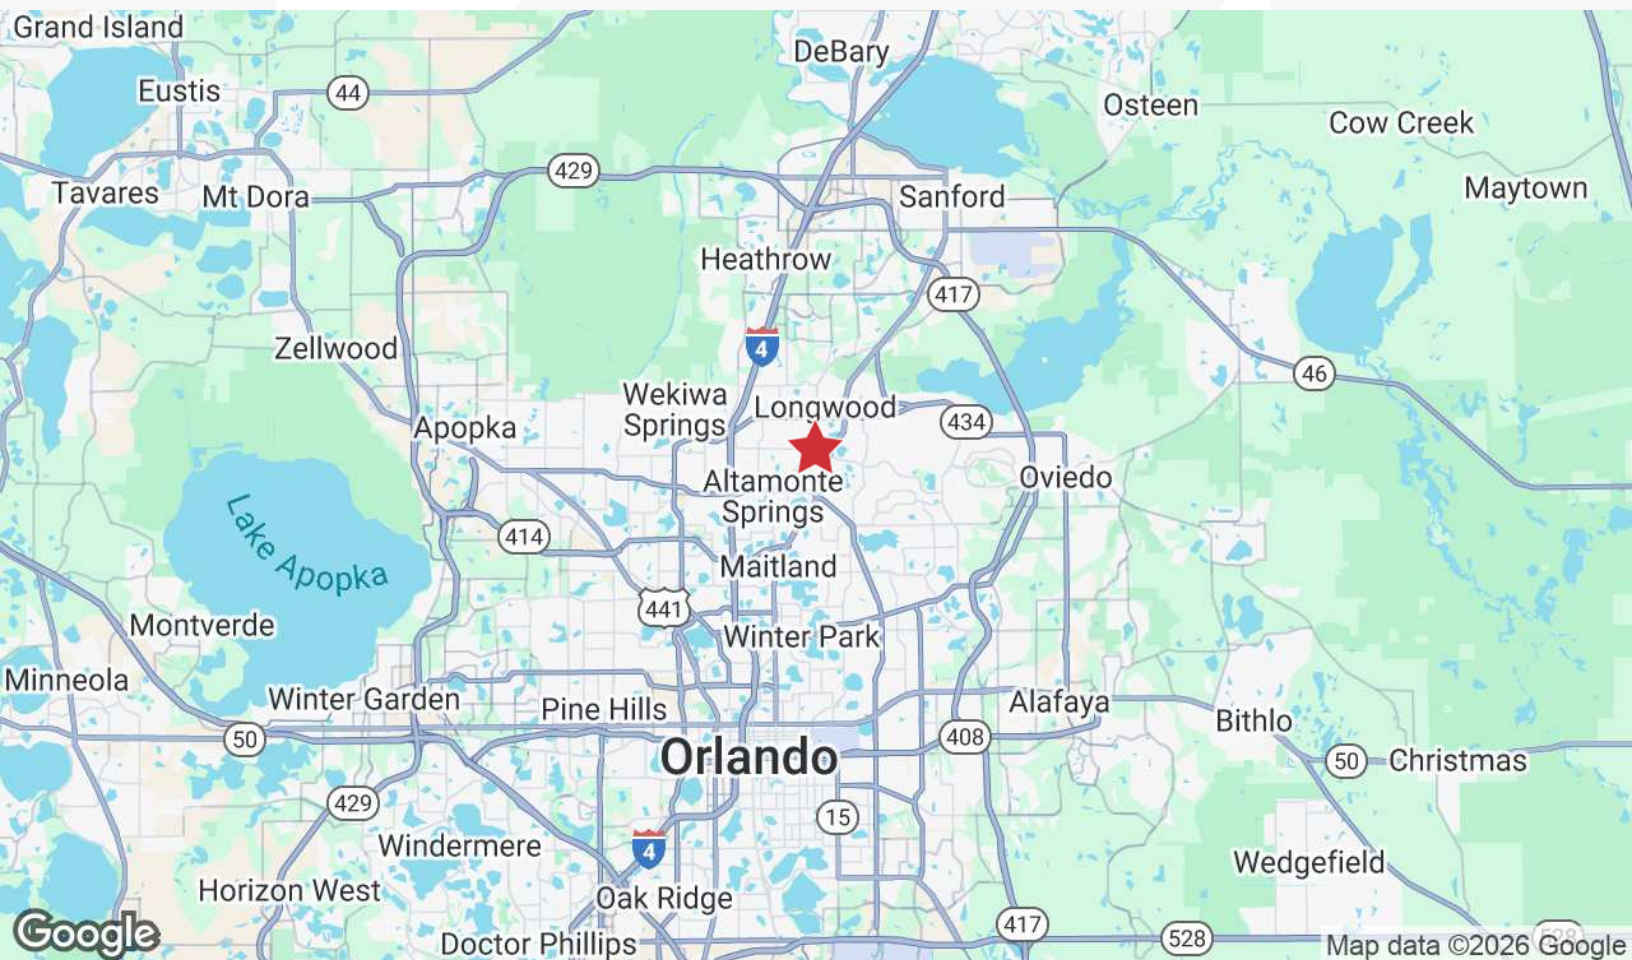 Grand Island
DeBary
Eustis
44
Osteen
Cow Creek
429
Tavares
Mt Dora
Sanford
Maytown
Heathrow
417
Zellwood
4
46
Wekiwa
Springs
Longwood
434
Apopka
Altamonte
Springs
Oviedo
Lake Apopka
414
Maitland
441
Montverde
Winter Park
Minneola
Winter Garden
Pine Hills
Alafaya
Bithlo
50
Orlando
408
50
Christmas
429
15
Windermere
4
Wedgefield
Horizon West
Oak Ridge
417
Google
Doctor Phillips
528
528
Map data ©2026 Google